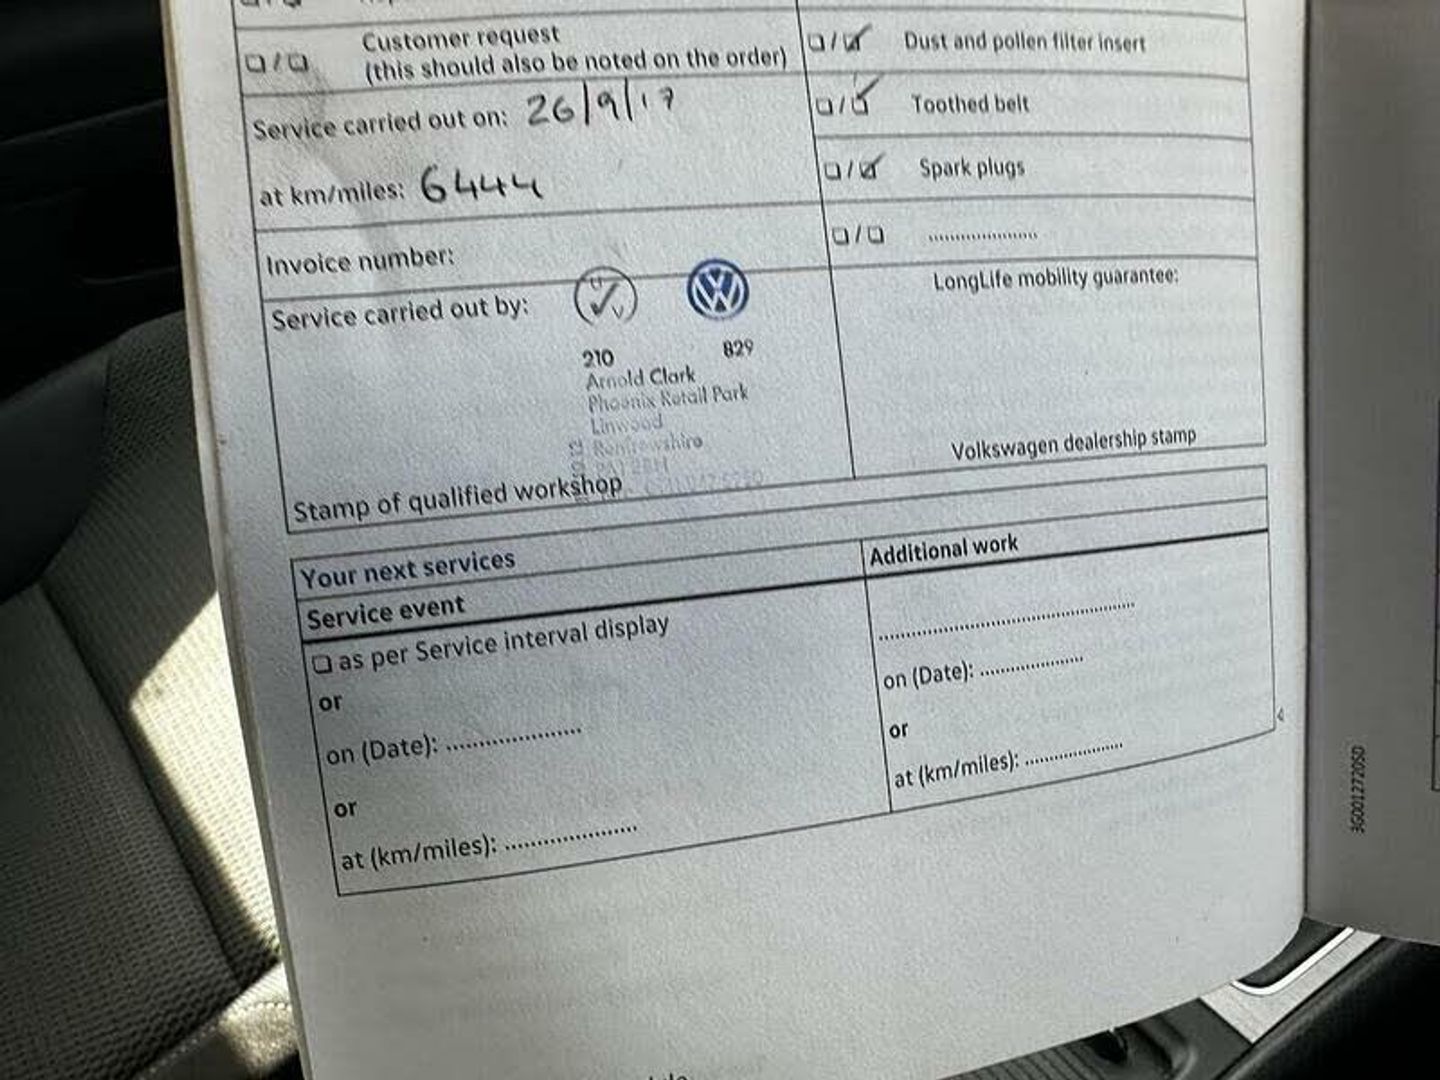 Customer request
(this should also be noted on the order)
Dust and pollen filter insert
Service carried out on: 26/9/17
Toothed belt
at km/miles: 6444
Spark plugs
Invoice number:
.....................
LongLife mobility guarantee:
Service carried out by:
210 829
Arnold Clark
Phoenix Retail Park
Linwood
Renfrewshire
Stamp of qualified workshop
Volkswagen dealership stamp
Your next services
Additional work
Service event
as per Service interval display
or
on (Date): .....................
or
at (km/miles): .....................
.....................
on (Date): .....................
or
at (km/miles): .....................
3G0012720SD